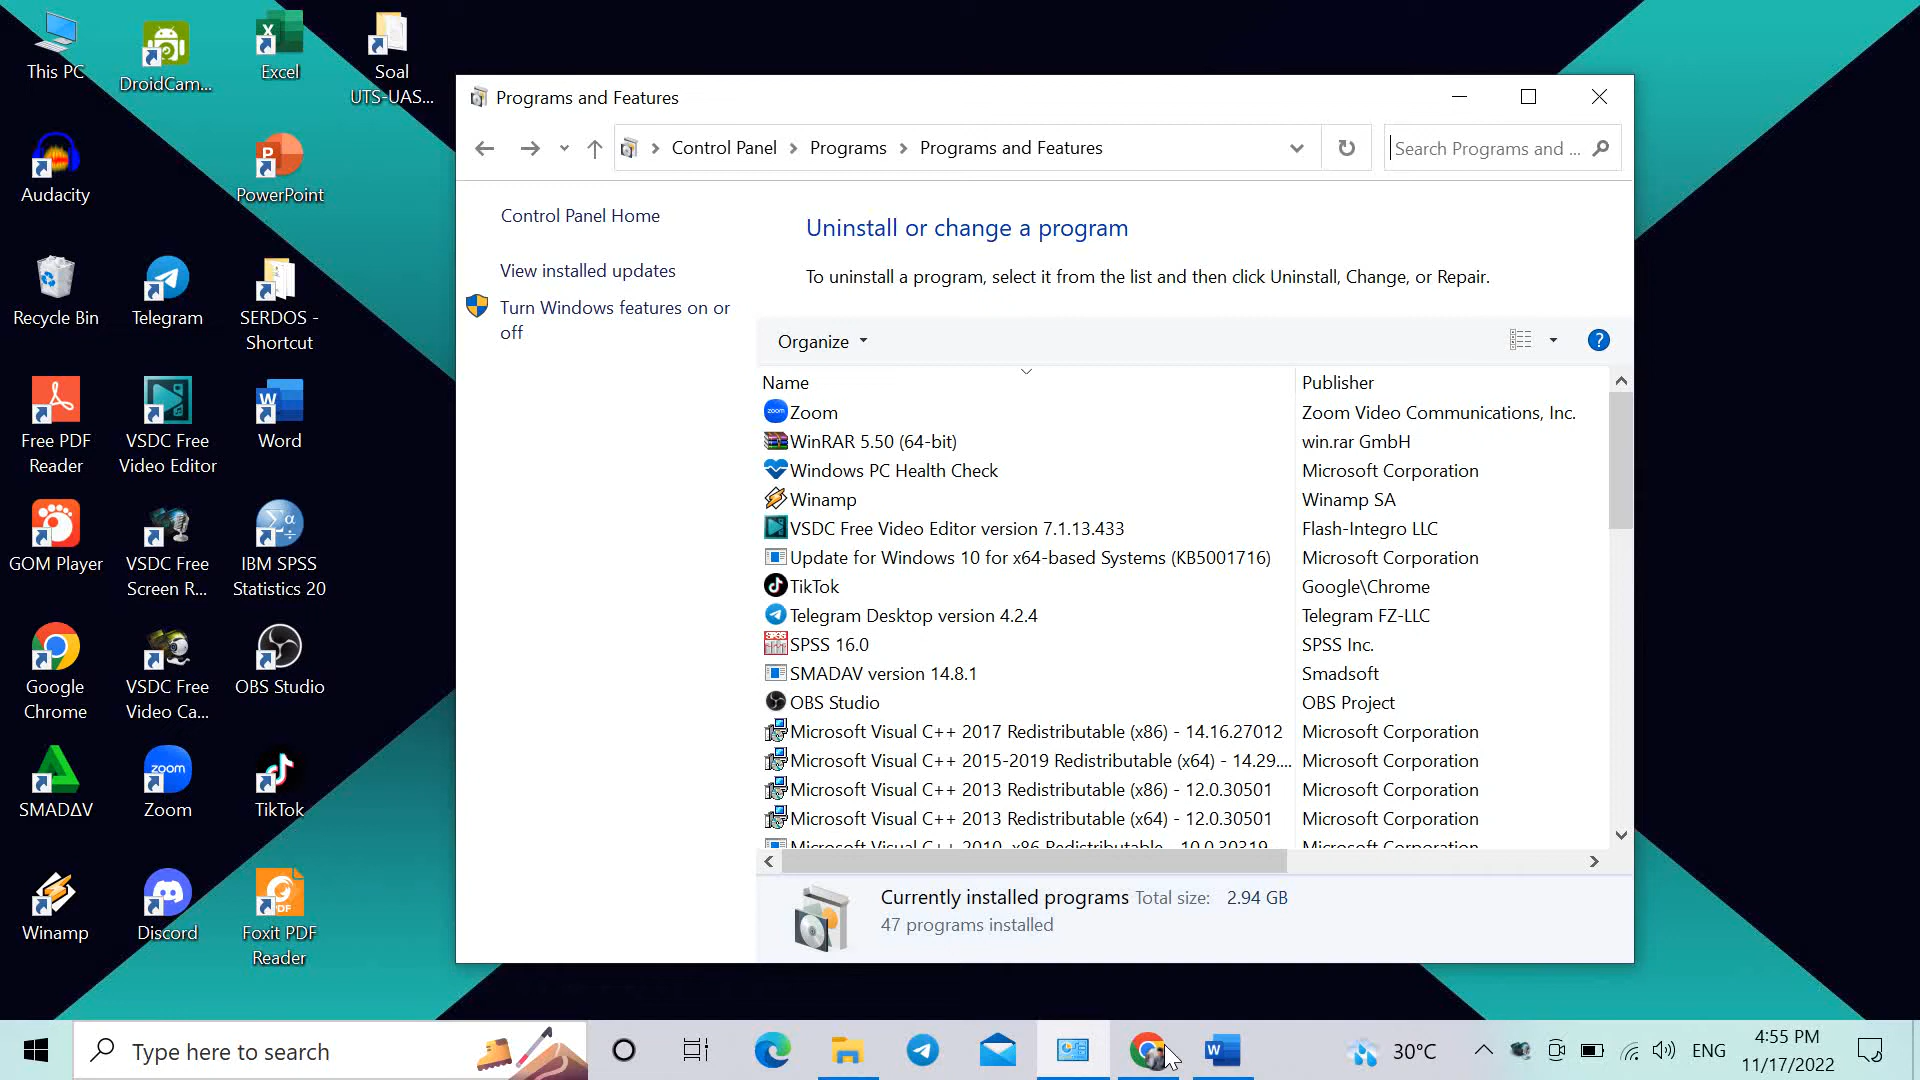 This PC
DroidCam...
Excel
Soal
UTS-UAS...
Audacity
PowerPoint
Recycle Bin
Telegram
SERDOS -
Shortcut
Free PDF
Reader
VSDC Free
Video Editor
Word
GOM Player
VSDC Free
Screen R...
IBM SPSS
Statistics 20
Google
Chrome
VSDC Free
Video Ca...
OBS Studio
SMADΔV
Zoom
TikTok
Winamp
Discord
Foxit PDF
Reader
Programs and Features
Control Panel
Programs
Programs and Features
Search Programs and ...
Control Panel Home
View installed updates
Turn Windows features on or
off
Uninstall or change a program
To uninstall a program, select it from the list and then click Uninstall, Change, or Repair.
Organize
Name Publisher
Zoom Zoom Video Communications, Inc.
WinRAR 5.50 (64-bit) win.rar GmbH
Windows PC Health Check Microsoft Corporation
Winamp Winamp SA
VSDC Free Video Editor version 7.1.13.433 Flash-Integro LLC
Update for Windows 10 for x64-based Systems (KB5001716) Microsoft Corporation
TikTok Google\Chrome
Telegram Desktop version 4.2.4 Telegram FZ-LLC
SPSS 16.0 SPSS Inc.
SMADAV version 14.8.1 Smadsoft
OBS Studio OBS Project
Microsoft Visual C++ 2017 Redistributable (x86) - 14.16.27012 Microsoft Corporation
Microsoft Visual C++ 2015-2019 Redistributable (x64) - 14.29.... Microsoft Corporation
Microsoft Visual C++ 2013 Redistributable (x86) - 12.0.30501 Microsoft Corporation
Microsoft Visual C++ 2013 Redistributable (x64) - 12.0.30501 Microsoft Corporation
Microsoft Visual C++ 2010 x86 Redistributable - 10.0.30319 Microsoft Corporation
Currently installed programs Total size: 2.94 GB
47 programs installed
Type here to search
30°C
ENG
4:55 PM
11/17/2022